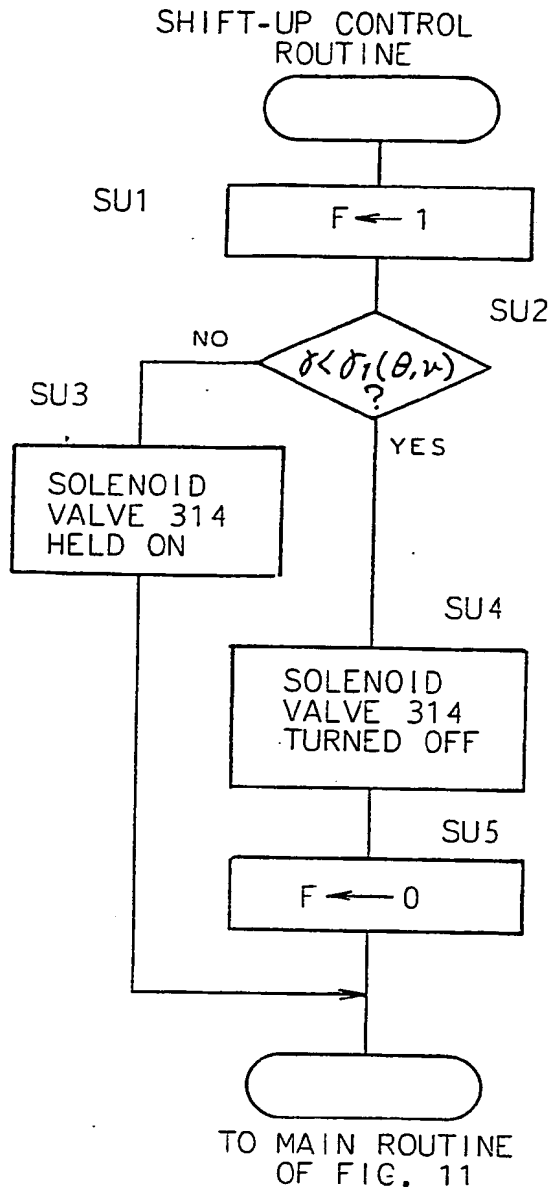 SHIFT-UP CONTROL
ROUTINE
SU1
F ← 1
SU2
γ<γ₁(θ,ν)
?
NO
YES
SU3
SOLENOID
VALVE 314
HELD ON
SU4
SOLENOID
VALVE 314
TURNED OFF
SU5
F ← 0
TO MAIN ROUTINE
OF FIG. 11